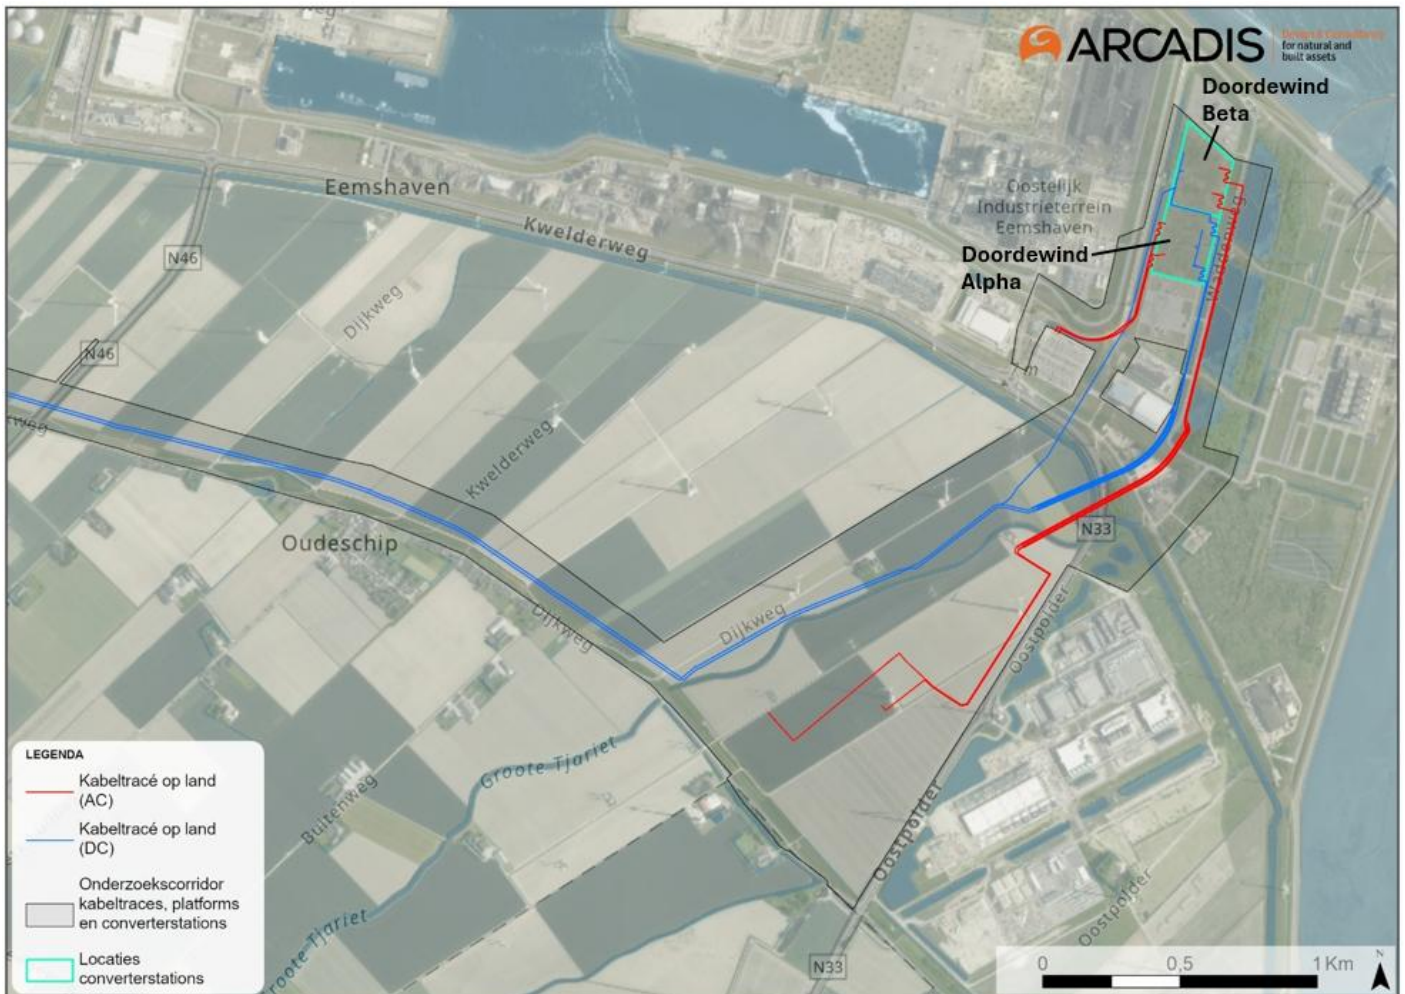 ARCADIS
Design & Consultancy
for natural and
built assets
Doordewind
Beta
Eemshaven
Oostelijk
Industrieterrein
Eemshaven
Kwelderweg
Doordewind
Alpha
Waddenweg
N46
Dijkweg
N46
Kwelderweg
Oudeschip
N33
Dijkweg
Dijkweg
Oostpolder
Groote Tjariet
Buitenweg
Oostpolder
Oostpolder
Groote Tjariet
N33
LEGENDA
Kabeltracé op land
(AC)
Kabeltracé op land
(DC)
Onderzoekscorridor
kabeltraces, platforms
en converterstations
Locaties
converterstations
0 0,5 1 Km
N